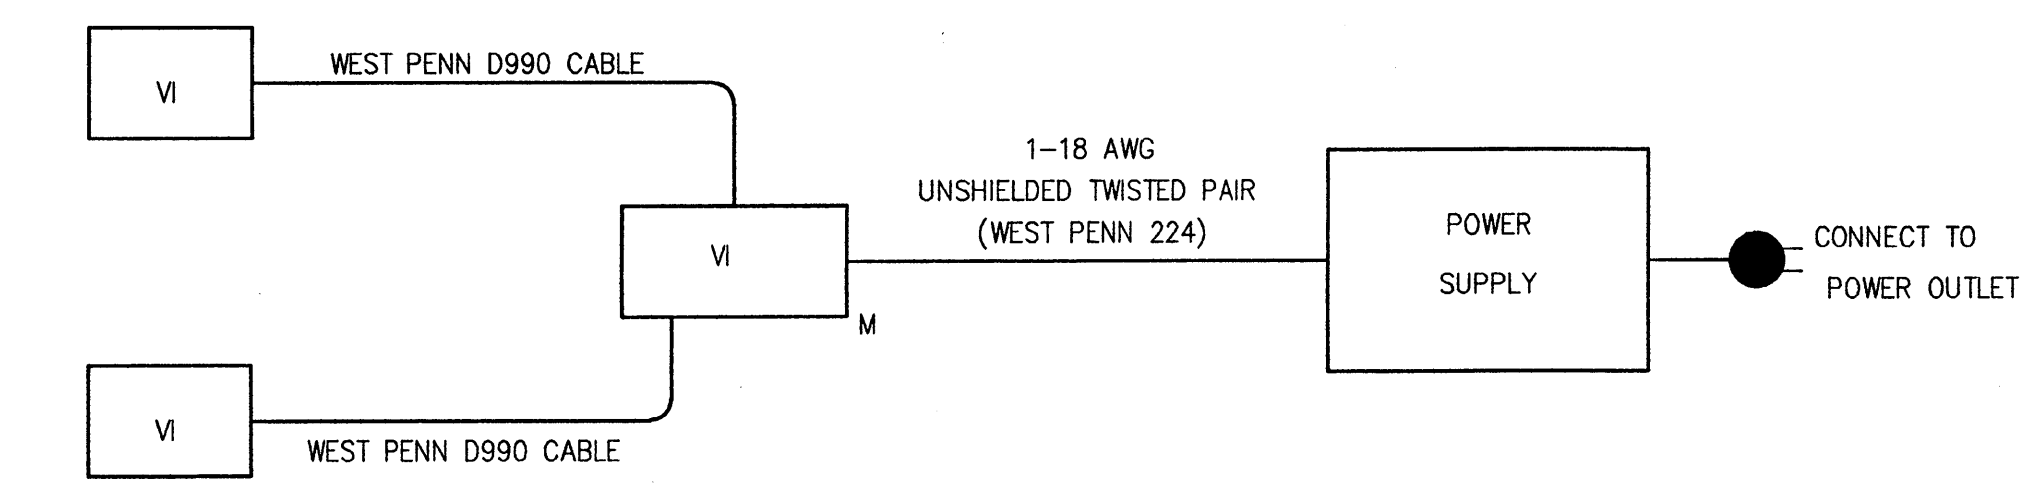 VI
WEST PENN D990 CABLE
1-18 AWG
UNSHIELDED TWISTED PAIR
(WEST PENN 224)
VI
M
POWER
SUPPLY
CONNECT TO
POWER OUTLET
VI
WEST PENN D990 CABLE